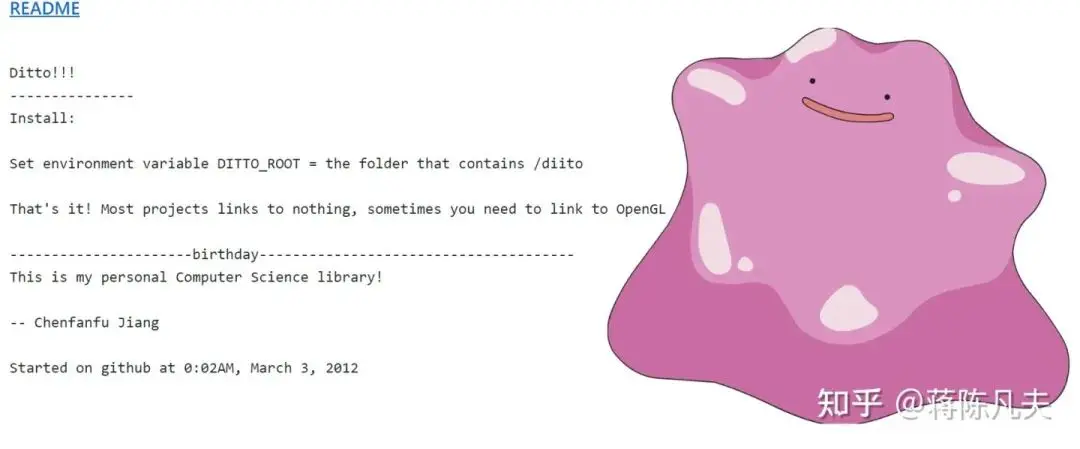 README
Ditto!!!
---------------
Install:
Set environment variable DITTO_ROOT = the folder that contains /diito
That's it! Most projects links to nothing, sometimes you need to link to OpenGL
----------------------birthday--------------------------------------
This is my personal Computer Science library!
-- Chenfanfu Jiang
Started on github at 0:02AM, March 3, 2012
知乎 @蒋陈凡夫